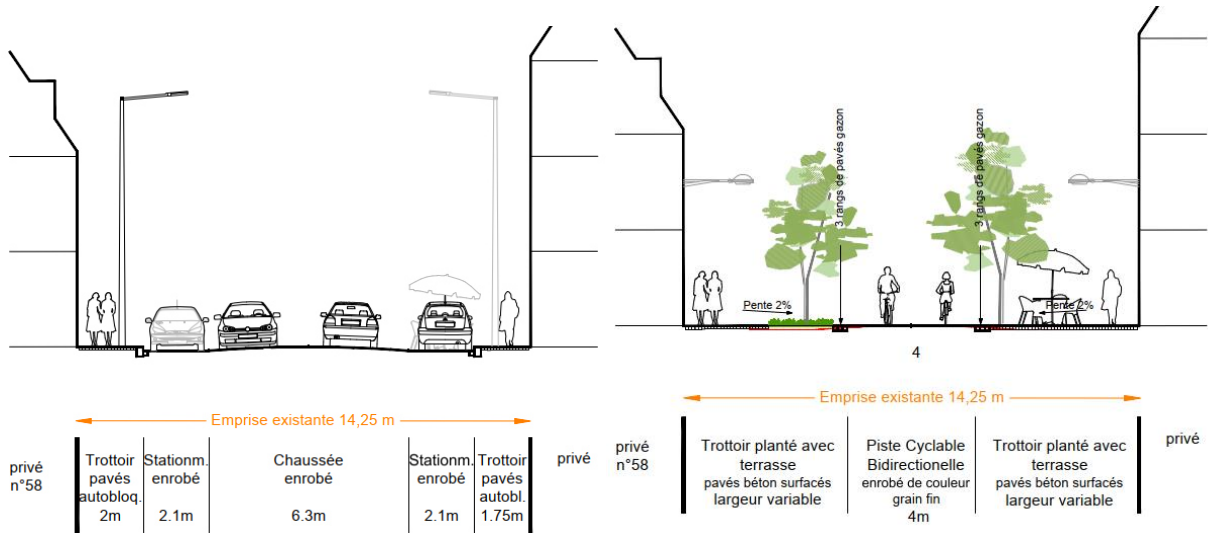 Emprise existante 14,25 m
privé
n°58
Trottoir
pavés
autobloq.
2m
Stationm.
enrobé
2.1m
Chaussée
enrobé
6.3m
Stationm.
enrobé
2.1m
Trottoir
pavés
autobl.
1.75m
privé
3 rangs de pavés gazon
3 rangs de pavés gazon
Pente 2%
Pente 2%
4
Emprise existante 14,25 m
privé
n°58
Trottoir planté avec
terrasse
pavés béton surfacés
largeur variable
Piste Cyclable
Bidirectionelle
enrobé de couleur
grain fin
4m
Trottoir planté avec
terrasse
pavés béton surfacés
largeur variable
privé